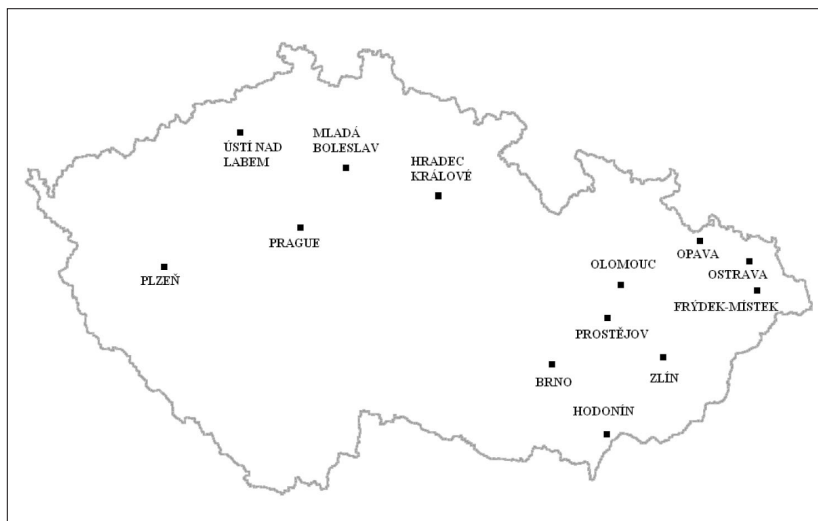 ÚSTÍ NAD
LABEM
MLADÁ
BOLESLAV
HRADEC
KRÁLOVÉ
PRAGUE
PLZEŇ
OPAVA
OLOMOUC
OSTRAVA
FRÝDEK-MÍSTEK
PROSTĚJOV
BRNO
ZLÍN
HODONÍN